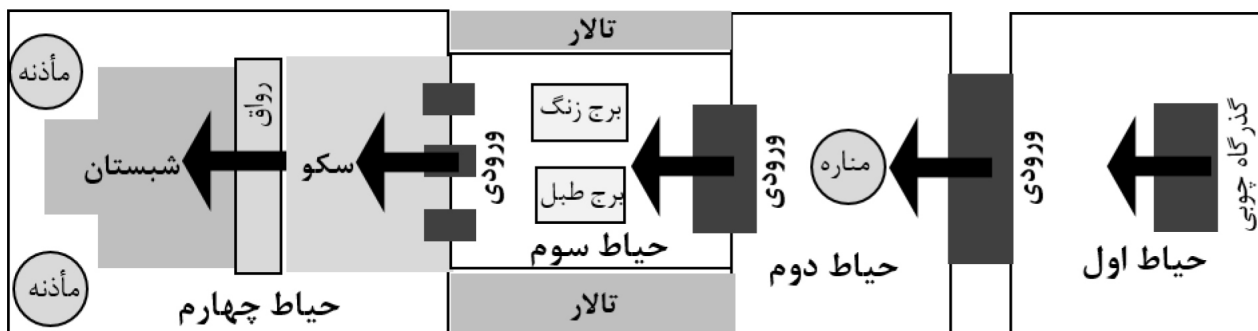 گذرگاه چوبی
حیاط اول
ورودی
مناره
حیاط دوم
ورودی
تالار
برج زنگ
برج طبل
حیاط سوم
تالار
ورودی
سکو
رواق
شبستان
مأذنه
مأذنه
حیاط چهارم